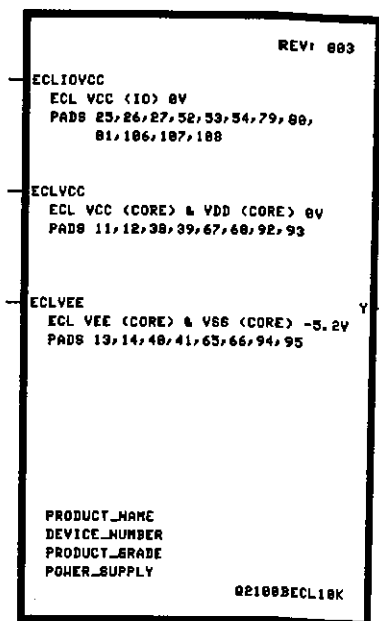 REV: 003
ECLIOVCC
ECL VCC (IO) 0V
PADS 25,26,27,52,53,54,79,80,
81,106,107,108
ECLVCC
ECL VCC (CORE) & VDD (CORE) 0V
PADS 11,12,38,39,67,68,92,93
ECLVEE
Y
ECL VEE (CORE) & VSS (CORE) -5.2V
PADS 13,14,40,41,65,66,94,95
PRODUCT_NAME
DEVICE_NUMBER
PRODUCT_GRADE
POWER_SUPPLY
Q2100BECL10K